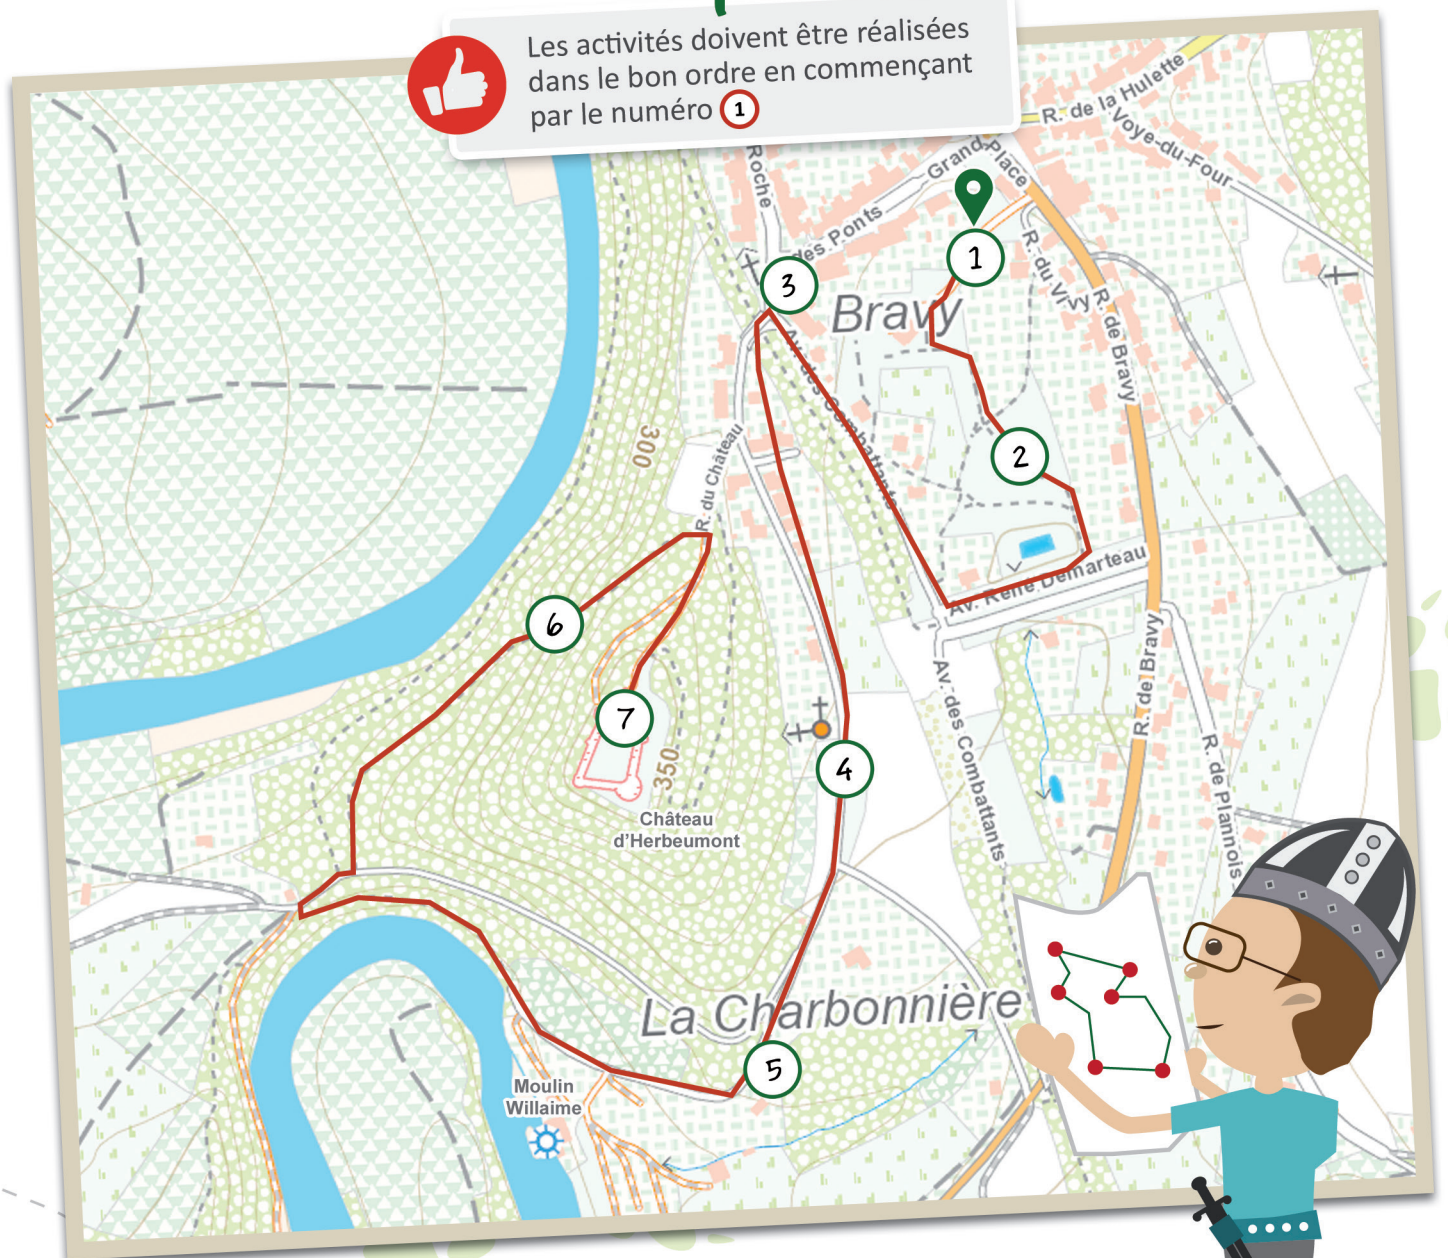 Les activités doivent être réalisées
dans le bon ordre en commençant
par le numéro 1
R. de la Hulette
Voye-du-Four
Grand-Place
Roche
des Ponts
1
R. du Vivy
3
Bravy
R. de Bravy
Av. des Combattants
300
R. du Château
2
Av. René Demarteau
6
R. de Bravy
7
Av. des Combattants
350
4
R. de Plannois
Château
d'Herbeumont
La Charbonnière
5
Moulin
Willaime